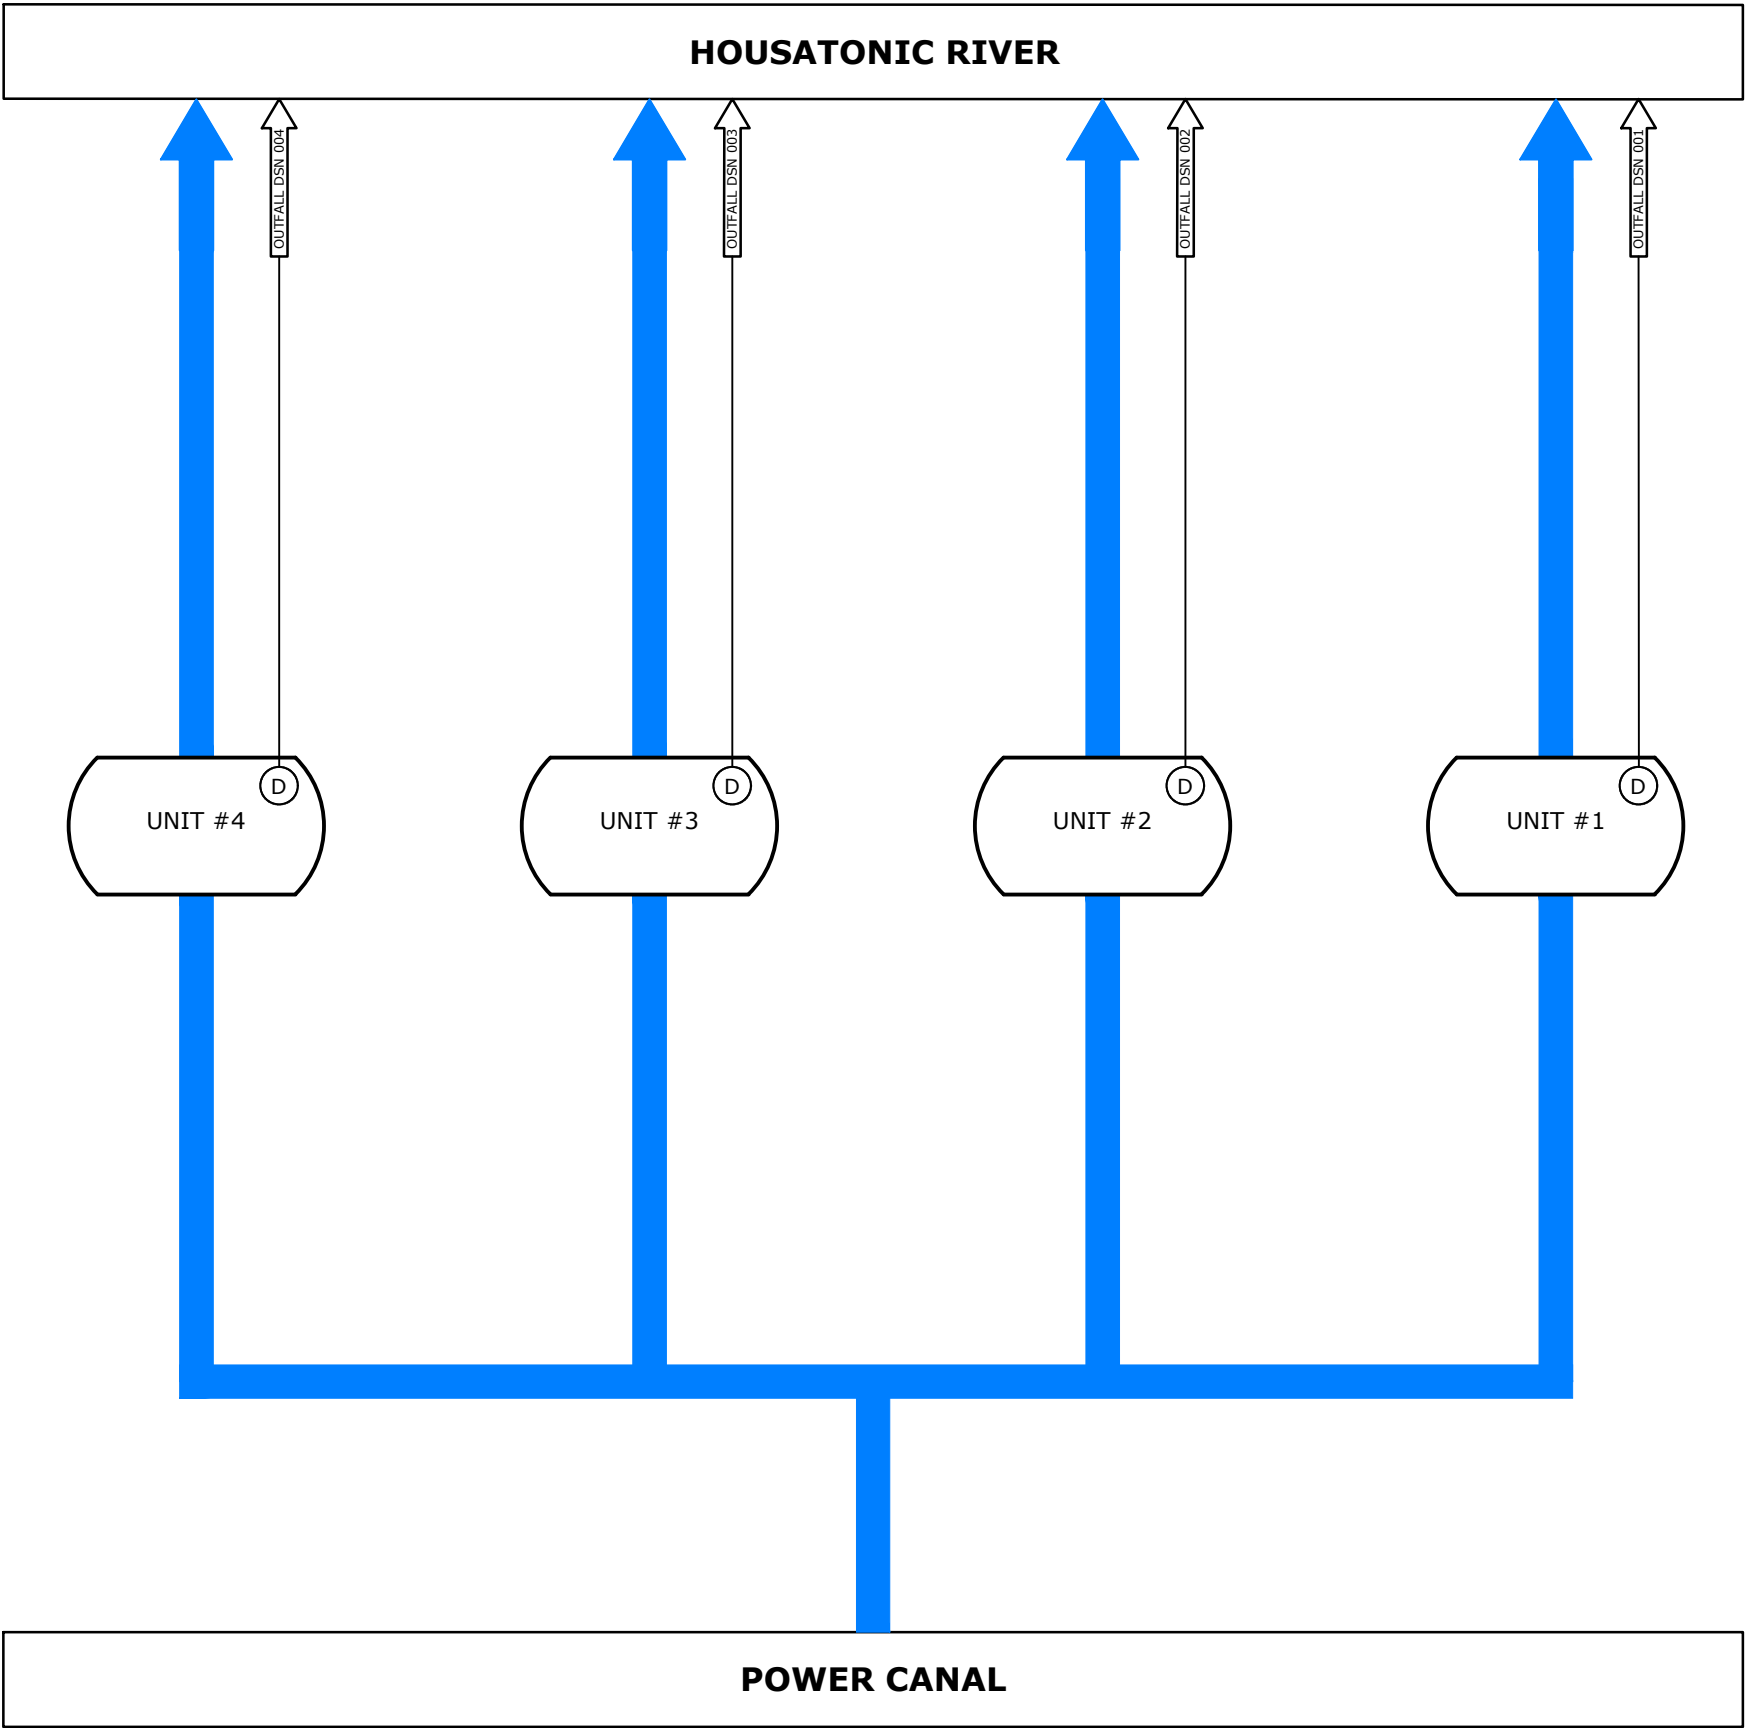 HOUSATONIC RIVER
OUTFALL DSN 004
OUTFALL DSN 003
OUTFALL DSN 002
OUTFALL DSN 001
D
D
D
D
UNIT #4
UNIT #3
UNIT #2
UNIT #1
POWER CANAL